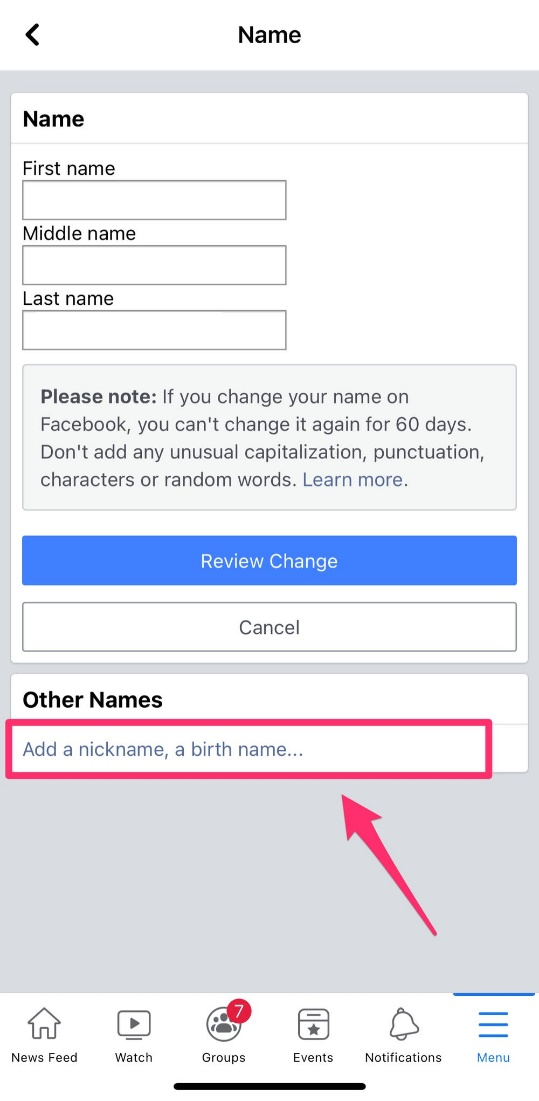 Name
Name
First name
Middle name
Last name
Please note: If you change your name on
Facebook, you can't change it again for 60 days.
Don't add any unusual capitalization, punctuation,
characters or random words. Learn more.
Review Change
Cancel
Other Names
Add a nickname, a birth name...
7
News Feed
Watch
Groups
Events
Notifications
Menu